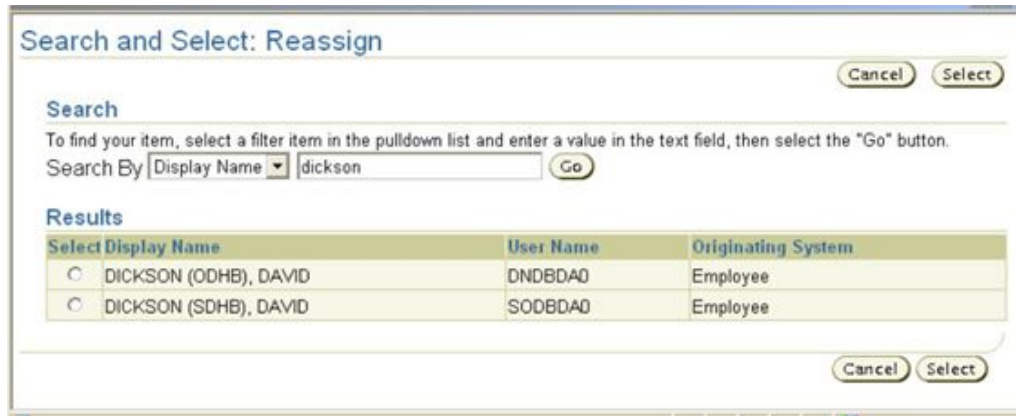 Search and Select: Reassign
Cancel Select
Search
To find your item, select a filter item in the pulldown list and enter a value in the text field, then select the "Go" button.
Search By Display Name dickson Go
Results
Select Display Name User Name Originating System
DICKSON (ODHB), DAVID DNDBDA0 Employee
DICKSON (SDHB), DAVID SODBDA0 Employee
Cancel Select